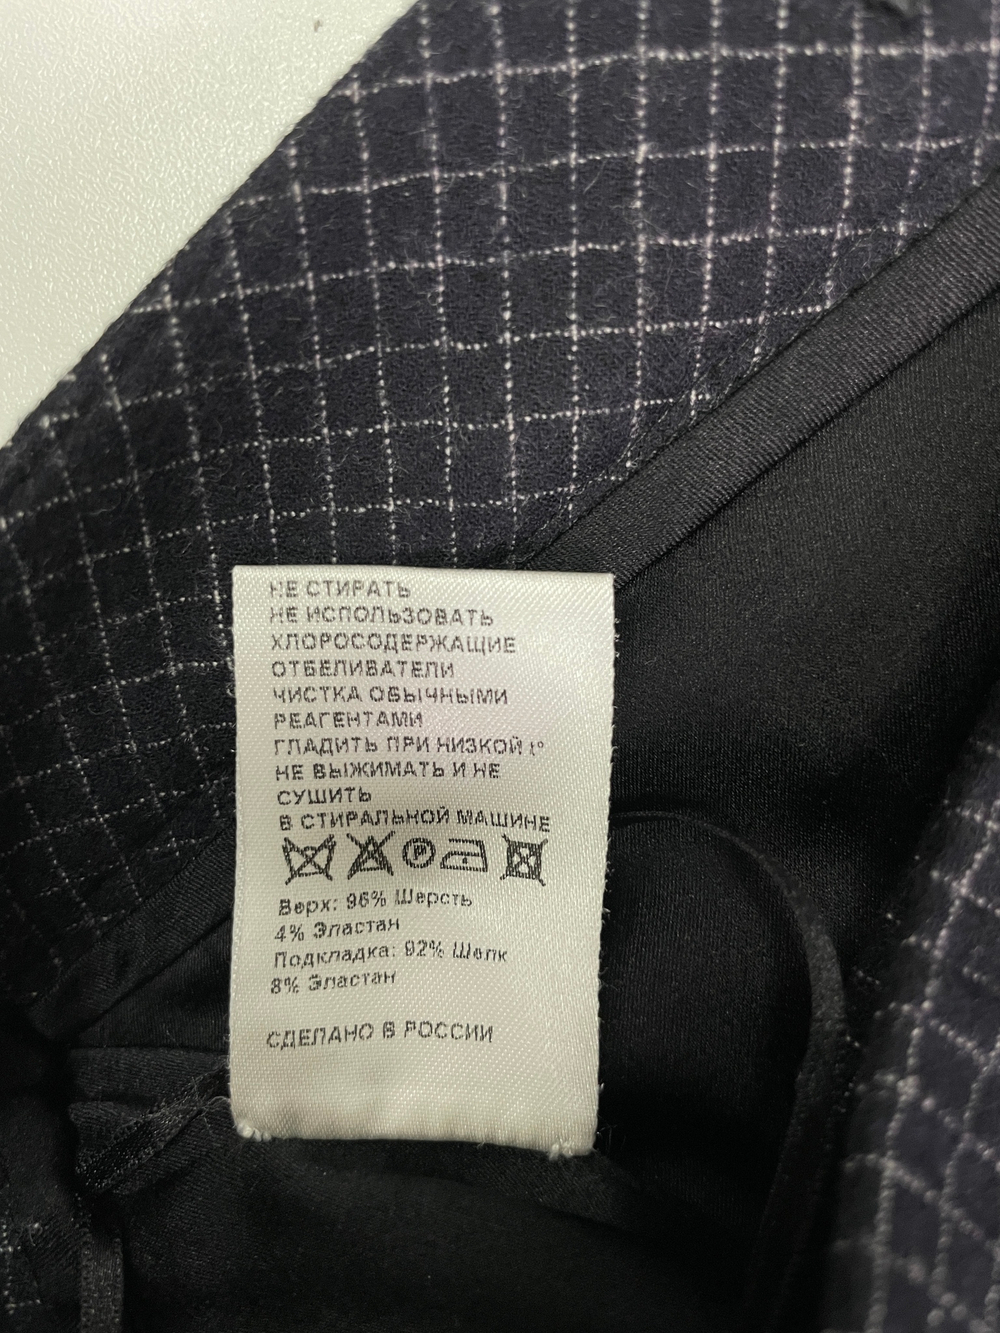 НЕ СТИРАТЬ
НЕ ИСПОЛЬЗОВАТЬ
ХЛОРОСОДЕРЖАЩИЕ
ОТБЕЛИВАТЕЛИ
ЧИСТКА ОБЫЧНЫМИ
РЕАГЕНТАМИ
ГЛАДИТЬ ПРИ НИЗКОЙ t°
НЕ ВЫЖИМАТЬ И НЕ
СУШИТЬ
В СТИРАЛЬНОЙ МАШИНЕ
P
Верх: 96% Шерсть
4% Эластан
Подкладка: 92% Шелк
8% Эластан
СДЕЛАНО В РОССИИ